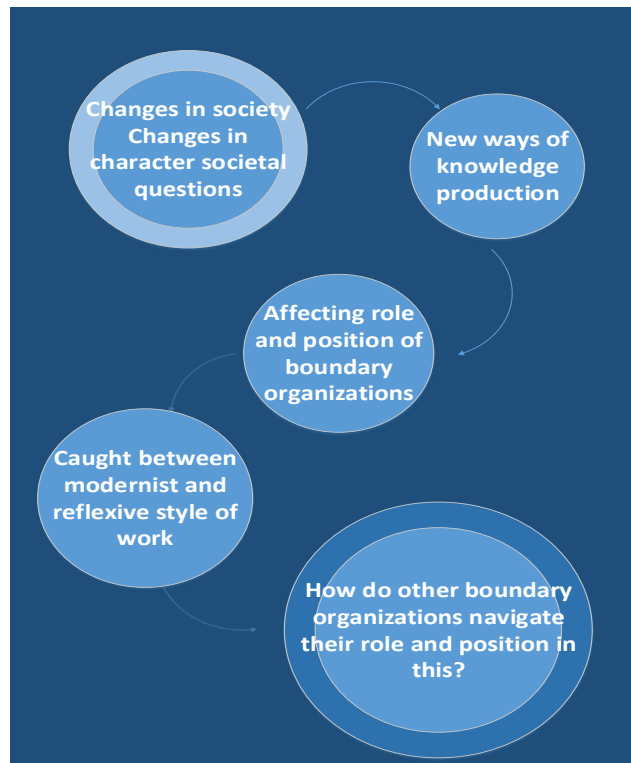 Changes in society
Changes in
character societal
questions
New ways of
knowledge
production
Affecting role
and position of
boundary
organizations
Caught between
modernist and
reflexive style of
work
How do other boundary
organizations navigate
their role and position in
this?